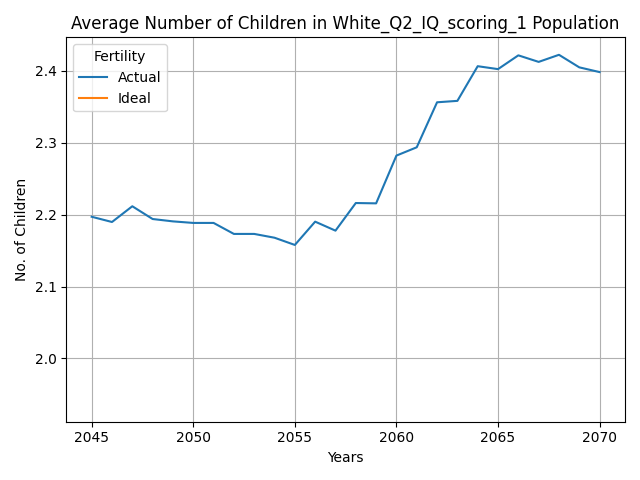 Average Number of Children in White_Q2_IQ_scoring_1 Population
Fertility
Actual
Ideal
2.4
2.3
2.2
2.1
2.0
No. of Children
2045
2050
2055
2060
2065
2070
Years